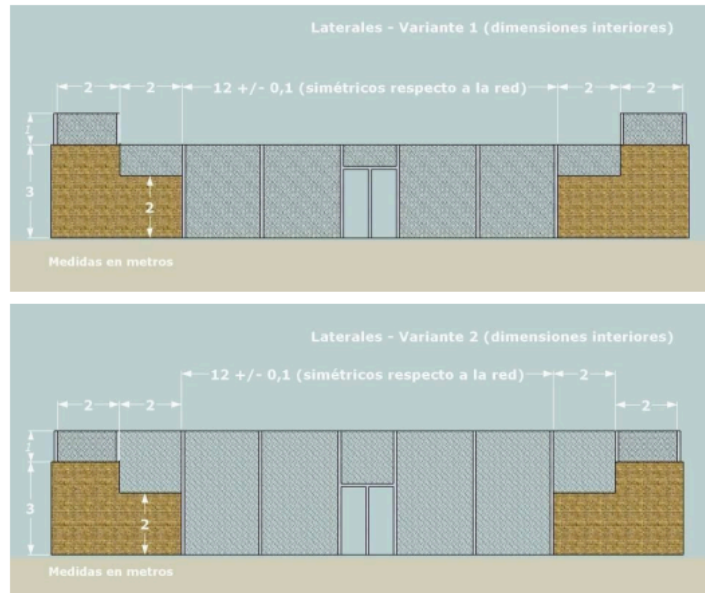 Laterales - Variante 1 (dimensiones interiores)
2 2 12 +/- 0,1 (simétricos respecto a la red) 2 2
3
2
Medidas en metros
Laterales - Variante 2 (dimensiones interiores)
12 +/- 0,1 (simétricos respecto a la red) 2
2 2 2
3
2
Medidas en metros